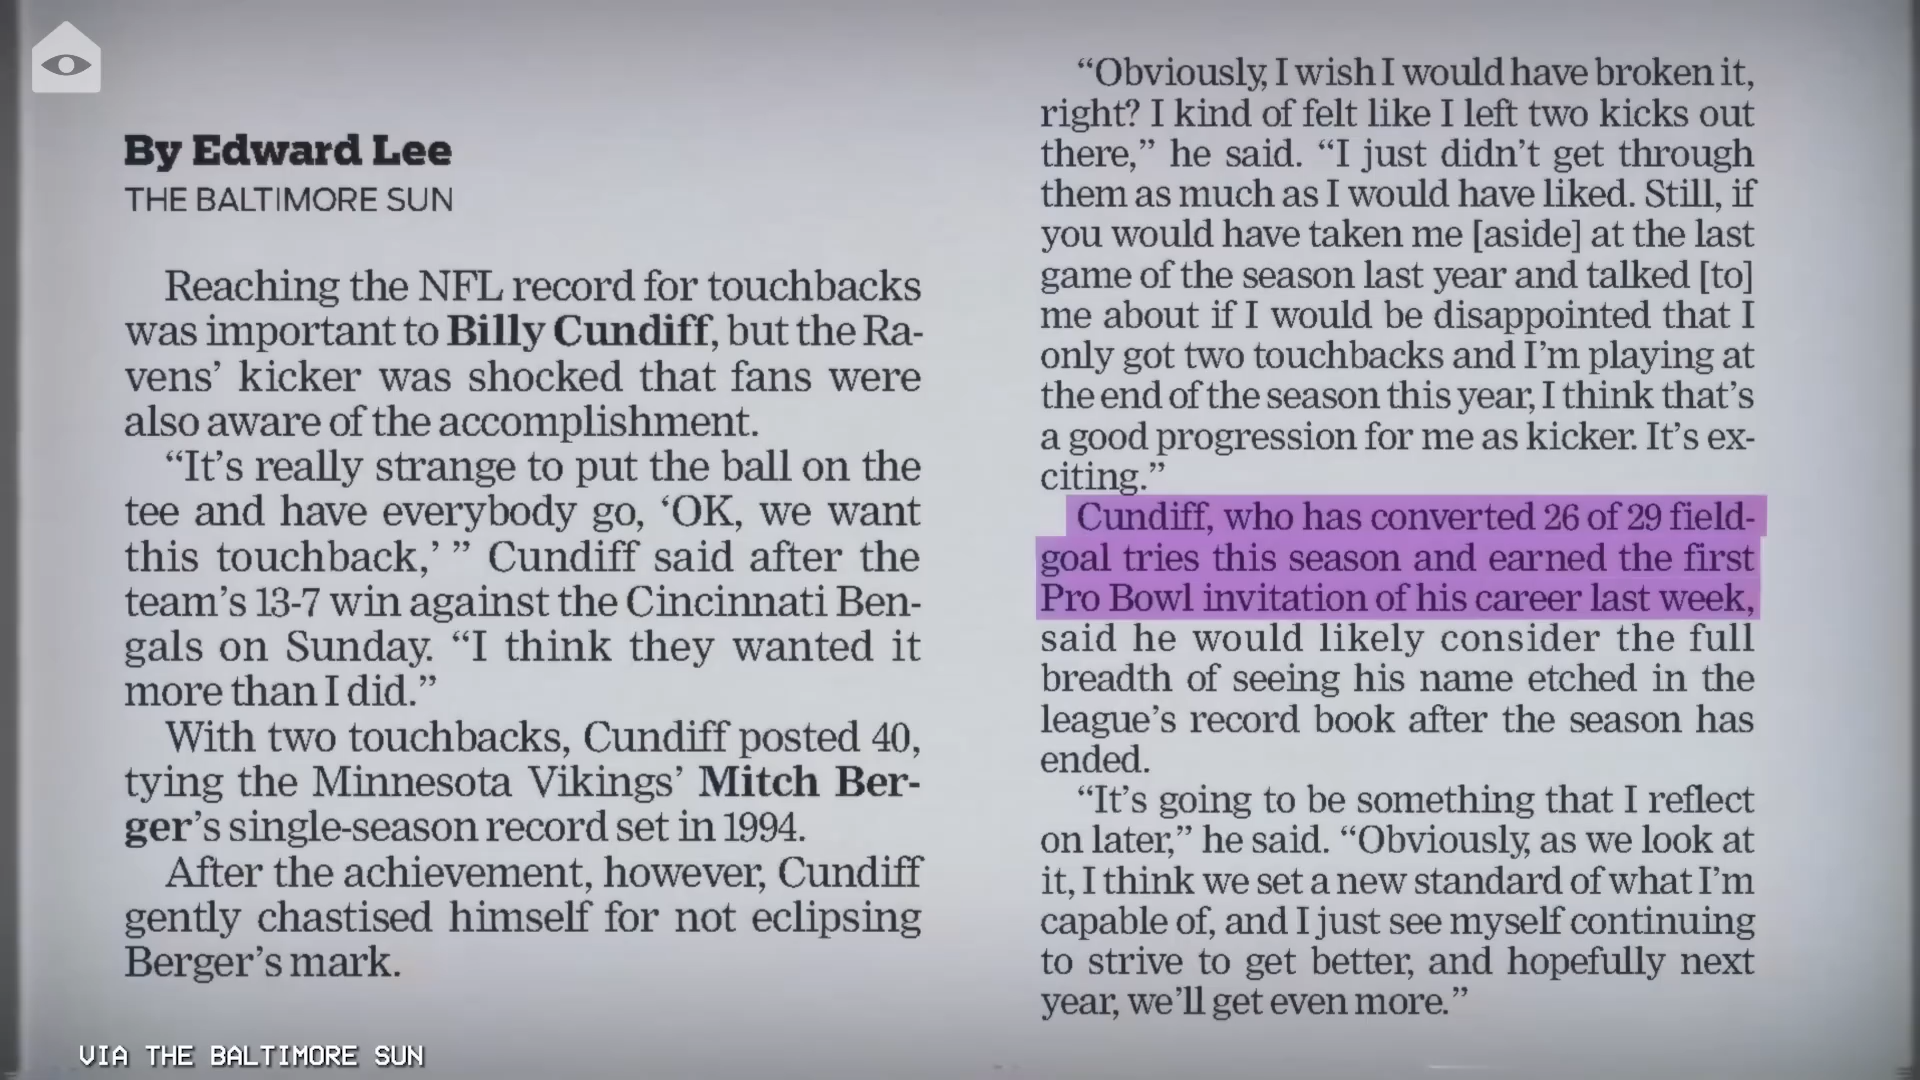 By Edward Lee
THE BALTIMORE SUN
Reaching the NFL record for touchbacks
was important to Billy Cundiff, but the Ra-
vens’ kicker was shocked that fans were
also aware of the accomplishment.
“It’s really strange to put the ball on the
tee and have everybody go, ‘OK, we want
this touchback,’ ” Cundiff said after the
team’s 13-7 win against the Cincinnati Ben-
gals on Sunday. “I think they wanted it
more than I did.”
With two touchbacks, Cundiff posted 40,
tying the Minnesota Vikings’ Mitch Ber-
ger’s single-season record set in 1994.
After the achievement, however, Cundiff
gently chastised himself for not eclipsing
Berger’s mark.
“Obviously, I wish I would have broken it,
right? I kind of felt like I left two kicks out
there,” he said. “I just didn’t get through
them as much as I would have liked. Still, if
you would have taken me [aside] at the last
game of the season last year and talked [to]
me about if I would be disappointed that I
only got two touchbacks and I’m playing at
the end of the season this year, I think that’s
a good progression for me as kicker. It’s ex-
citing.”
Cundiff, who has converted 26 of 29 field-
goal tries this season and earned the first
Pro Bowl invitation of his career last week,
said he would likely consider the full
breadth of seeing his name etched in the
league’s record book after the season has
ended.
“It’s going to be something that I reflect
on later,” he said. “Obviously, as we look at
it, I think we set a new standard of what I’m
capable of, and I just see myself continuing
to strive to get better, and hopefully next
year, we’ll get even more.”
VIA THE BALTIMORE SUN